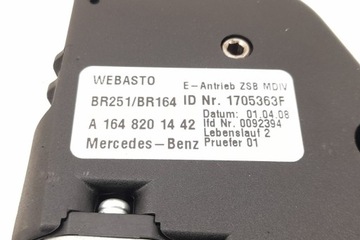 WEBASTO
E-Antrieb ZSB MDIV
BR251/BR164 ID Nr. 1705363F
A 164 820 14 42
Datum: 01.04.08
lfd Nr. 0092394
Lebenslauf 2
Mercedes-Benz
Pruefer 01